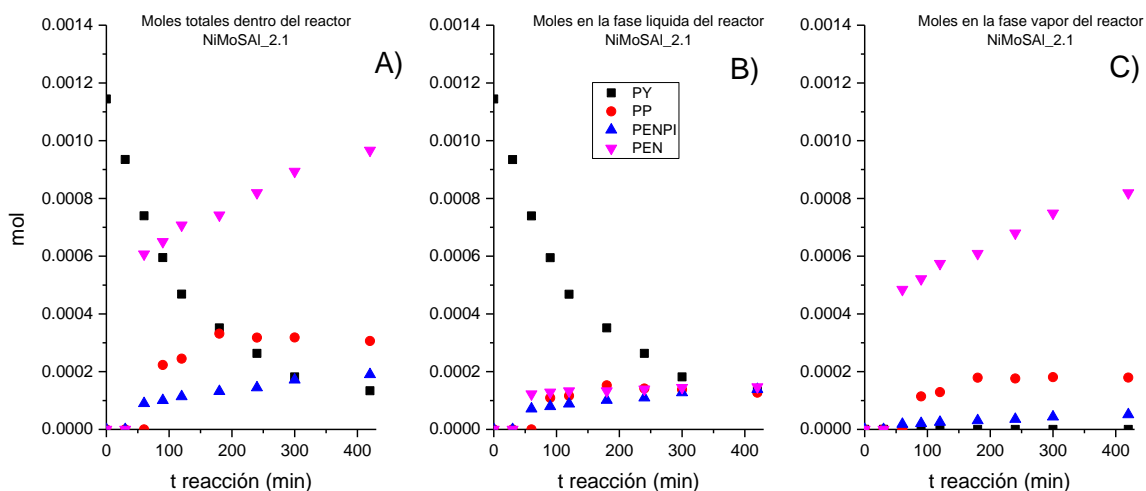 Moles totales dentro del reactor
NiMoSAl_2.1
A)
0.0014
0.0012
0.0010
0.0008
0.0006
0.0004
0.0002
0.0000
mol
0
100
200
300
400
t reacción (min)
Moles en la fase liquida del reactor
NiMoSAl_2.1
B)
PY
PP
PENPI
PEN
0.0014
0.0012
0.0010
0.0008
0.0006
0.0004
0.0002
0.0000
0
100
200
300
400
t reacción (min)
Moles en la fase vapor del reactor
NiMoSAl_2.1
C)
0.0014
0.0012
0.0010
0.0008
0.0006
0.0004
0.0002
0.0000
0
100
200
300
400
t reacción (min)